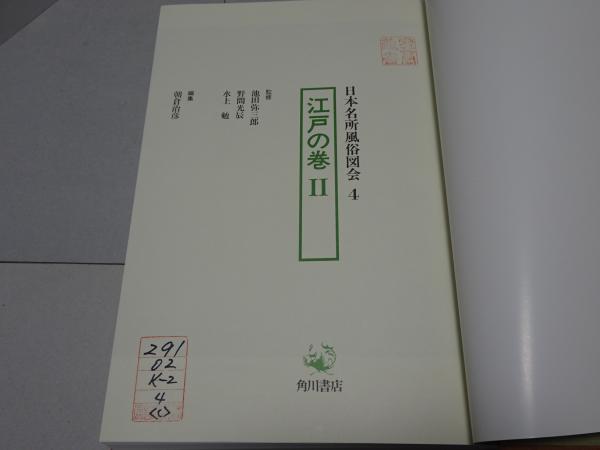 日本名所風俗図会 4
江戸の巻 II
監修
池田弥三郎
野間光辰
水上 勉
編集
朝倉治彦
角川書店
291
02
K-2
4